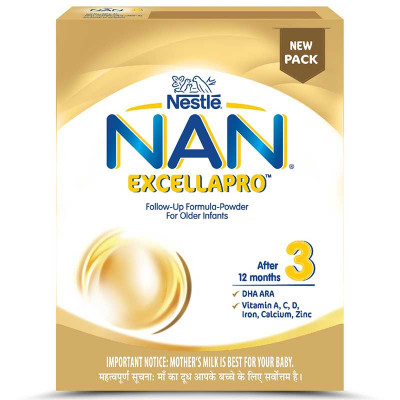 NEW
PACK
Nestlé
NAN®
EXCELLAPRO™
Follow-Up Formula-Powder
For Older Infants
After
12 months
3
✓ DHA ARA
✓ Vitamin A, C, D,
Iron, Calcium, Zinc
IMPORTANT NOTICE: MOTHER'S MILK IS BEST FOR YOUR BABY.
महत्वपूर्ण सूचना: माँ का दूध आपके बच्चे के लिए सर्वोत्तम है।